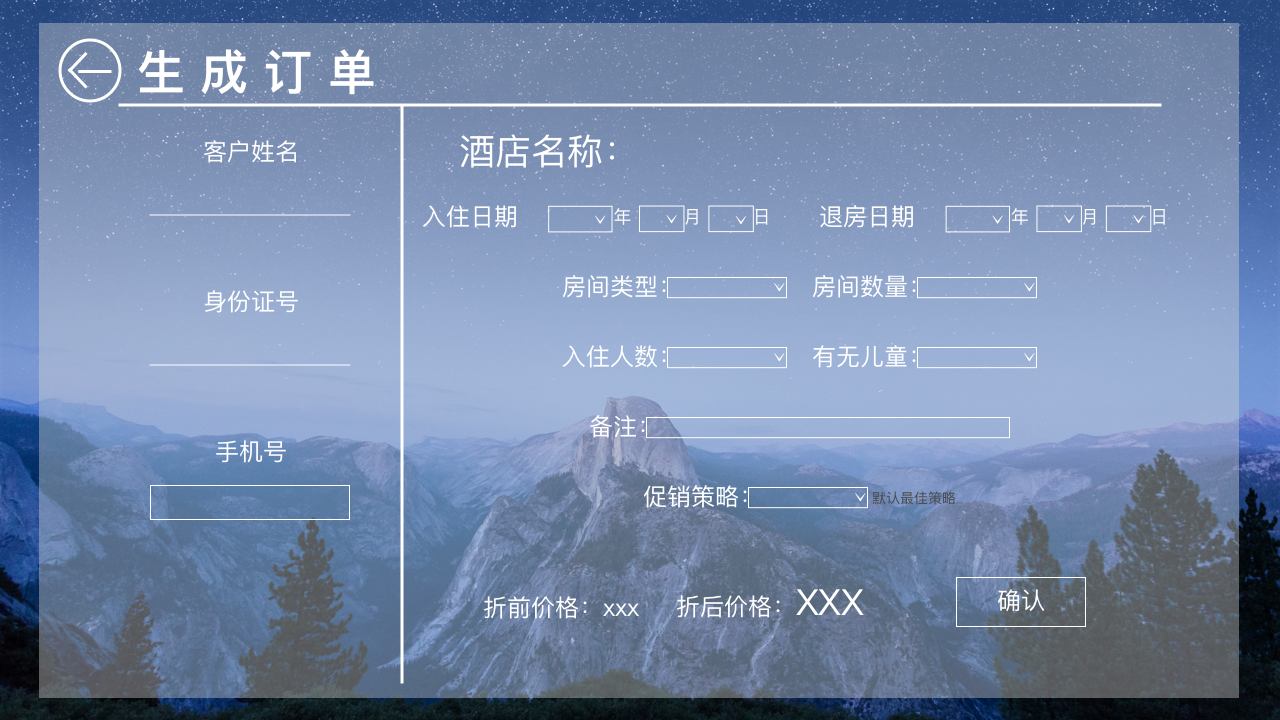 生成订单
客户姓名
身份证号
手机号
酒店名称：
入住日期 年 月 日 退房日期 年 月 日
房间类型： 房间数量：
入住人数： 有无儿童：
备注：
促销策略： 默认最佳策略
折前价格：xxx 折后价格：XXX 确认